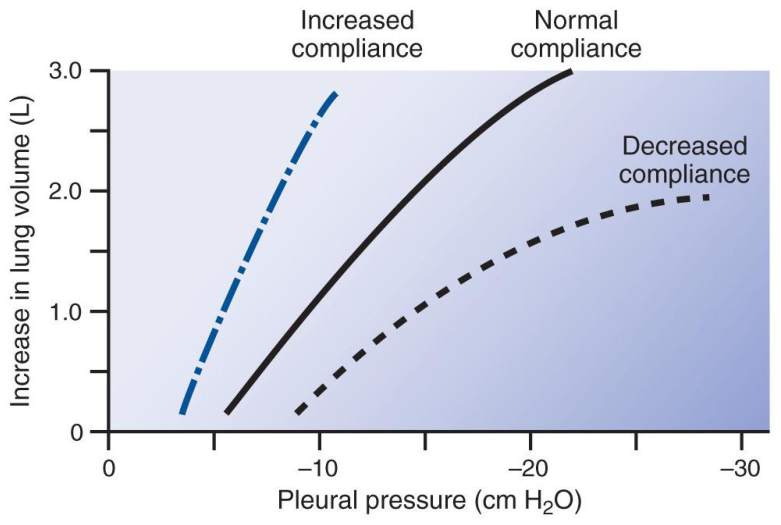 Increased
compliance
Normal
compliance
Decreased
compliance
Increase in lung volume (L)
3.0
2.0
1.0
0
0
–10
–20
–30
Pleural pressure (cm H₂O)